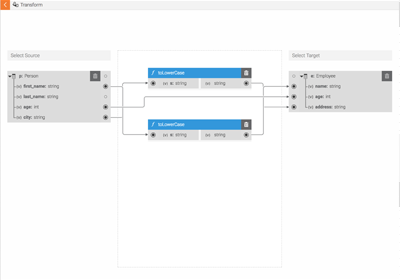 Transform
Select Source
Select Target
p: Person
first_name: string
last_name: string
age: int
city: string
f toLowerCase
s: string
string
f toLowerCase
s: string
string
e: Employee
name: string
age: int
address: string